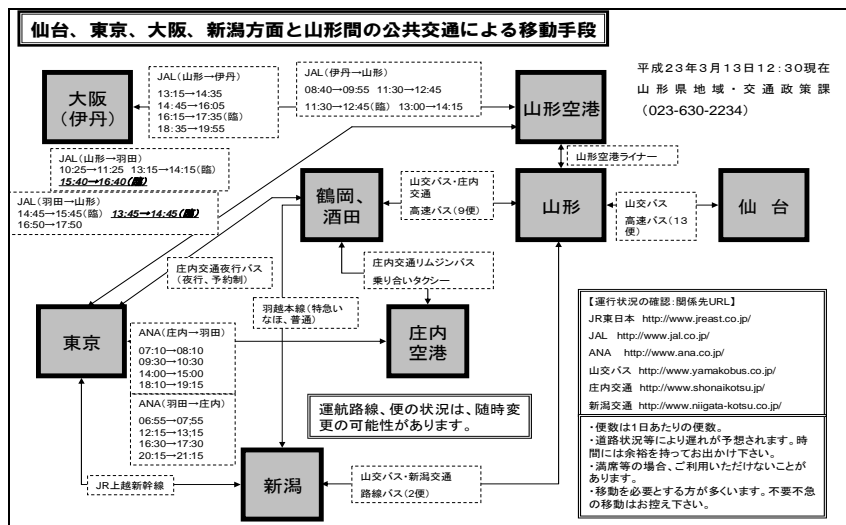 仙台、東京、大阪、新潟方面と山形間の公共交通による移動手段
平成23年3月13日12:30現在
山形県地域・交通政策課
(023-630-2234)
大阪
(伊丹)
JAL(山形→伊丹)
13:15→14:35
14:45→16:05
16:15→17:35(臨)
18:35→19:55
JAL(伊丹→山形)
08:40→09:55 11:30→12:45
11:30→12:45(臨) 13:00→14:15
山形空港
山形空港ライナー
JAL(山形→羽田)
10:25→11:25 13:15→14:15(臨)
15:40→16:40(臨)
JAL(羽田→山形)
14:45→15:45(臨) 13:45→14:45(臨)
16:50→17:50
鶴岡、
酒田
山交バス・庄内
交通
高速バス(9便)
山形
山交バス
高速バス(13
便)
仙 台
庄内交通夜行バス
(夜行、予約制)
庄内交通リムジンバス
乗り合いタクシー
羽越本線(特急い
なほ、普通)
東京
ANA(庄内→羽田)
07:10→08:10
09:30→10:30
14:00→15:00
18:10→19:15
庄内
空港
ANA(羽田→庄内)
06:55→07;55
12:15→13;15
16:30→17:30
20:15→21:15
運航路線、便の状況は、随時変
更の可能性があります。
JR上越新幹線
新潟
山交バス・新潟交通
路線バス(2便)
【運行状況の確認:関係先URL】
JR東日本 http://www.jreast.co.jp/
JAL http://www.jal.co.jp/
ANA http://www.ana.co.jp/
山交バス http://www.yamakobus.co.jp/
庄内交通 http://www.shonaikotsu.jp/
新潟交通 http://www.niigata-kotsu.co.jp/
・便数は1日あたりの便数。
・道路状況等により遅れが予想されます。時
間には余裕を持ってお出かけ下さい。
・満席等の場合、ご利用いただけないことが
あります。
・移動を必要とする方が多くいます。不要不急
の移動はお控え下さい。